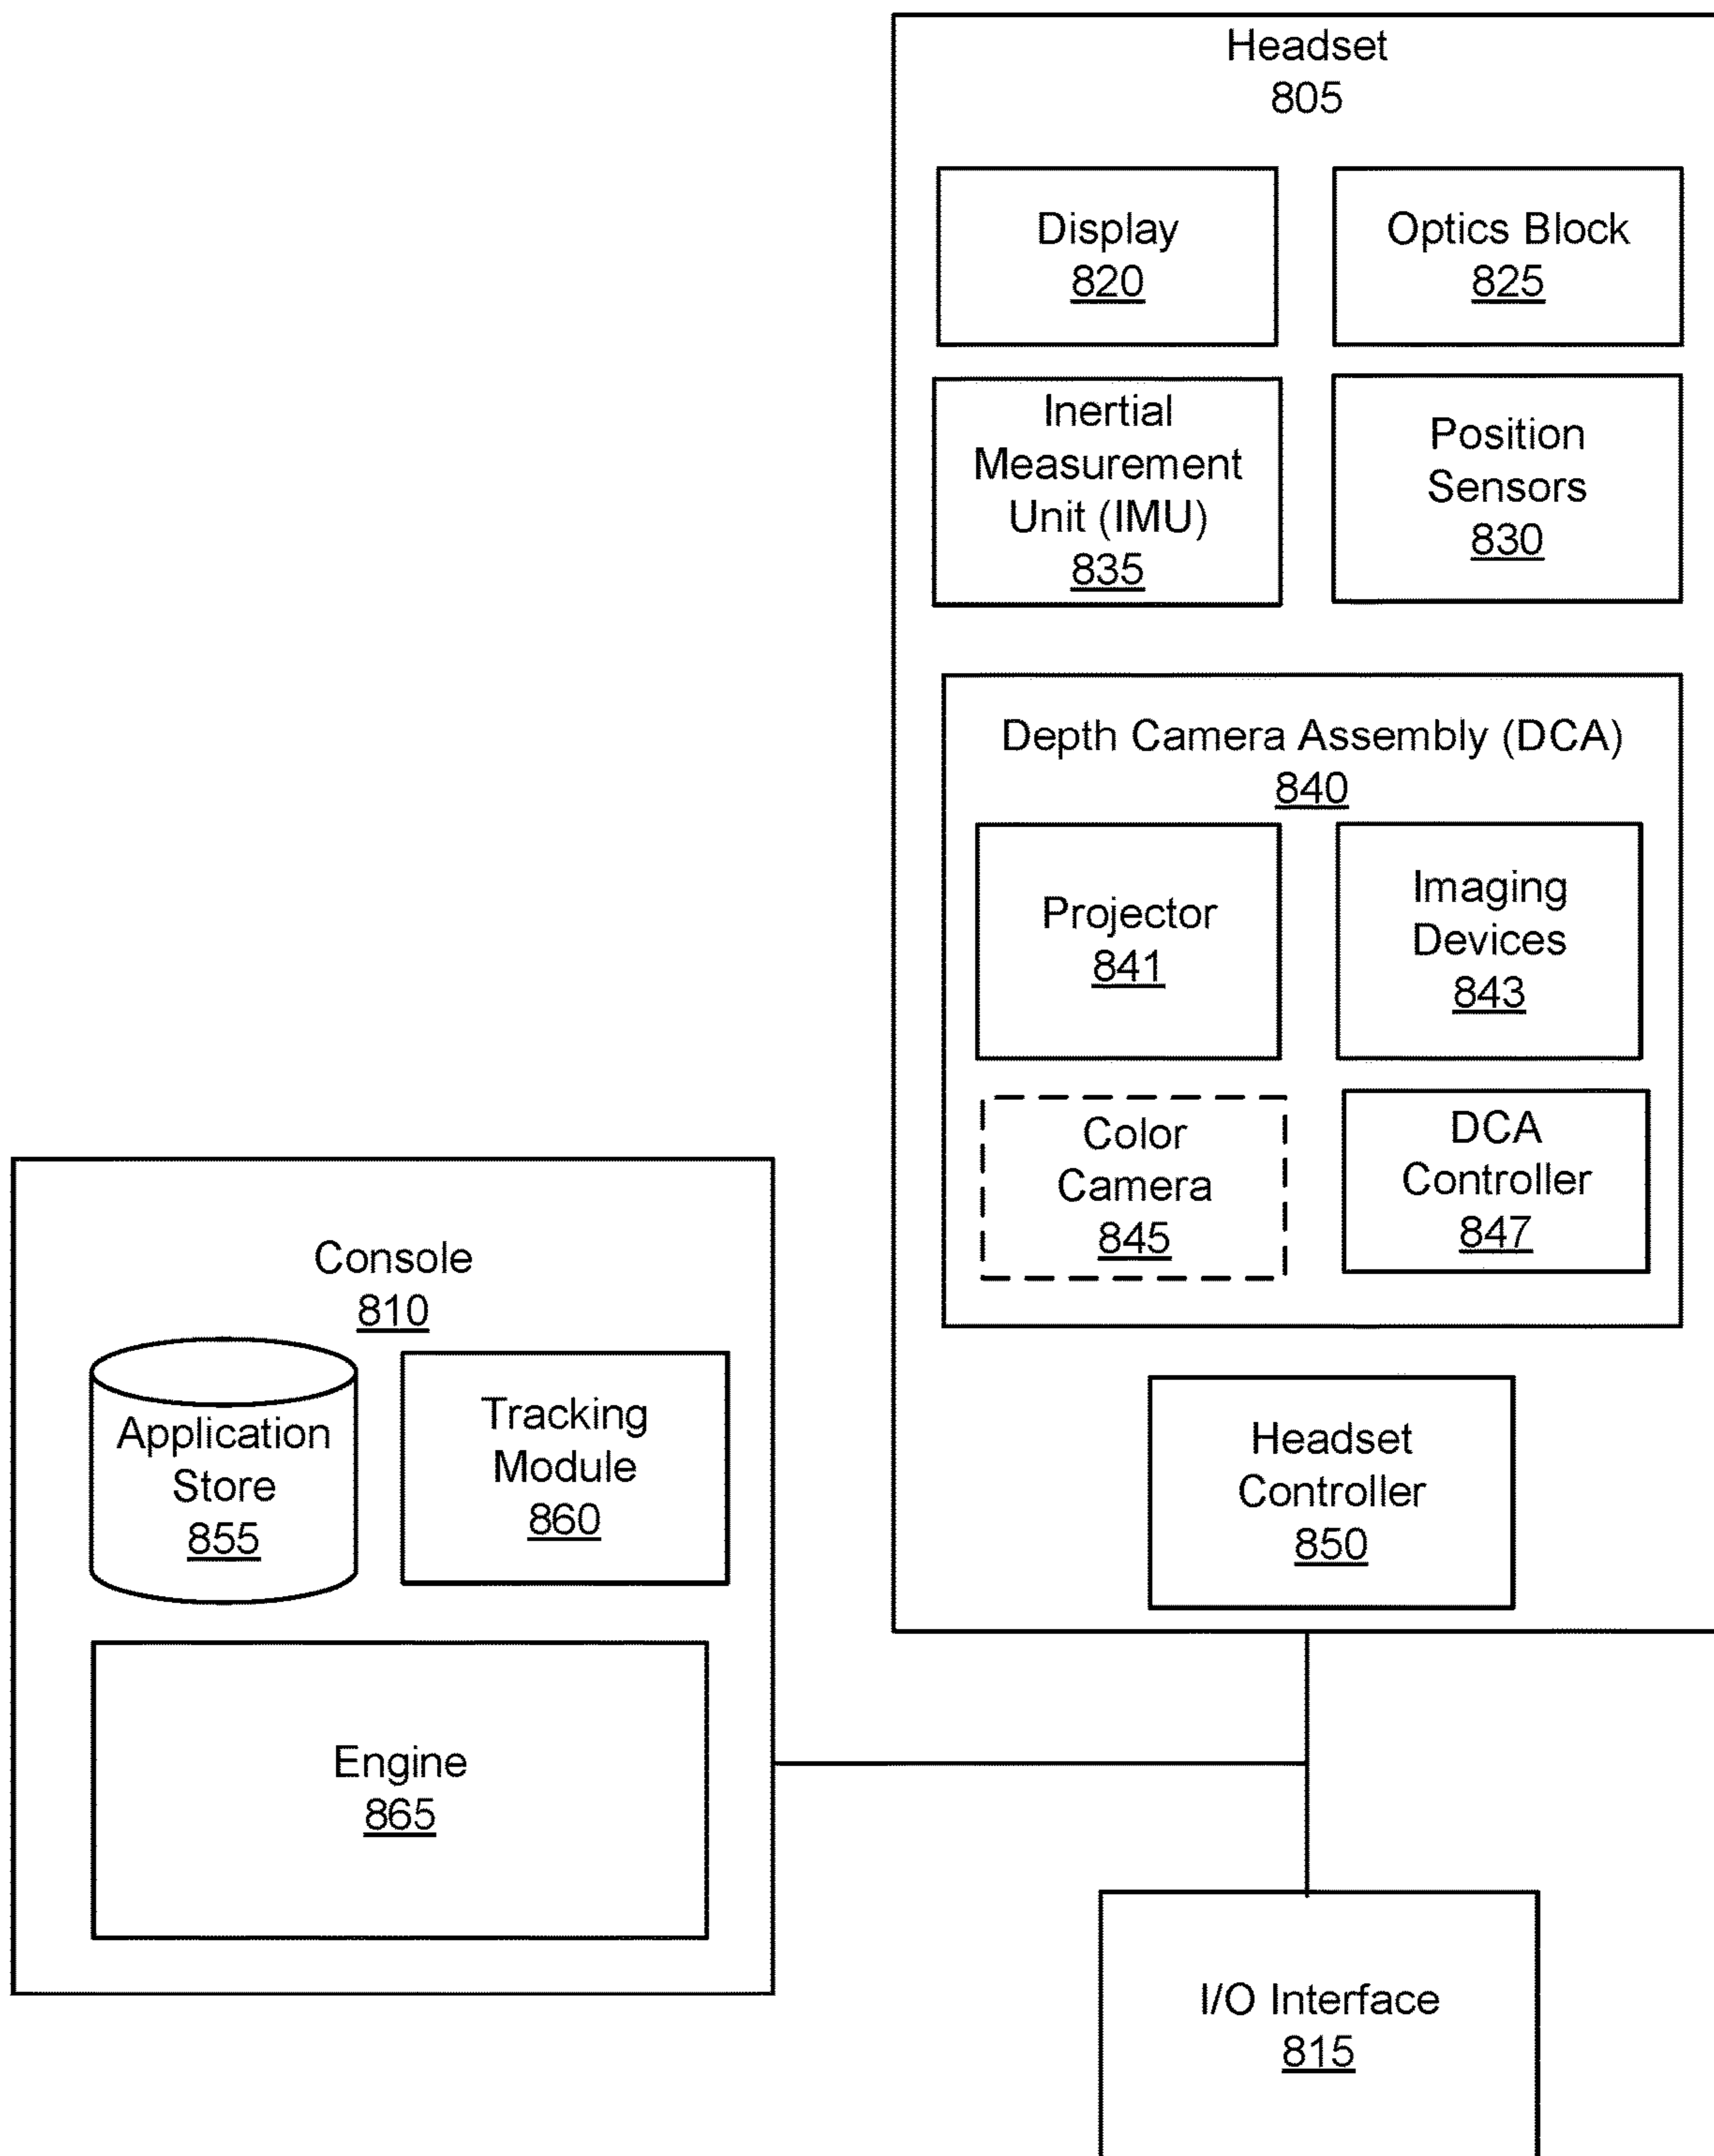 Headset
805
Display
820
Optics Block
825
Inertial
Measurement
Unit (IMU)
835
Position
Sensors
830
Depth Camera Assembly (DCA)
840
Projector
841
Imaging
Devices
843
Color
Camera
845
DCA
Controller
847
Headset
Controller
850
Console
810
Application
Store
855
Tracking
Module
860
Engine
865
I/O Interface
815